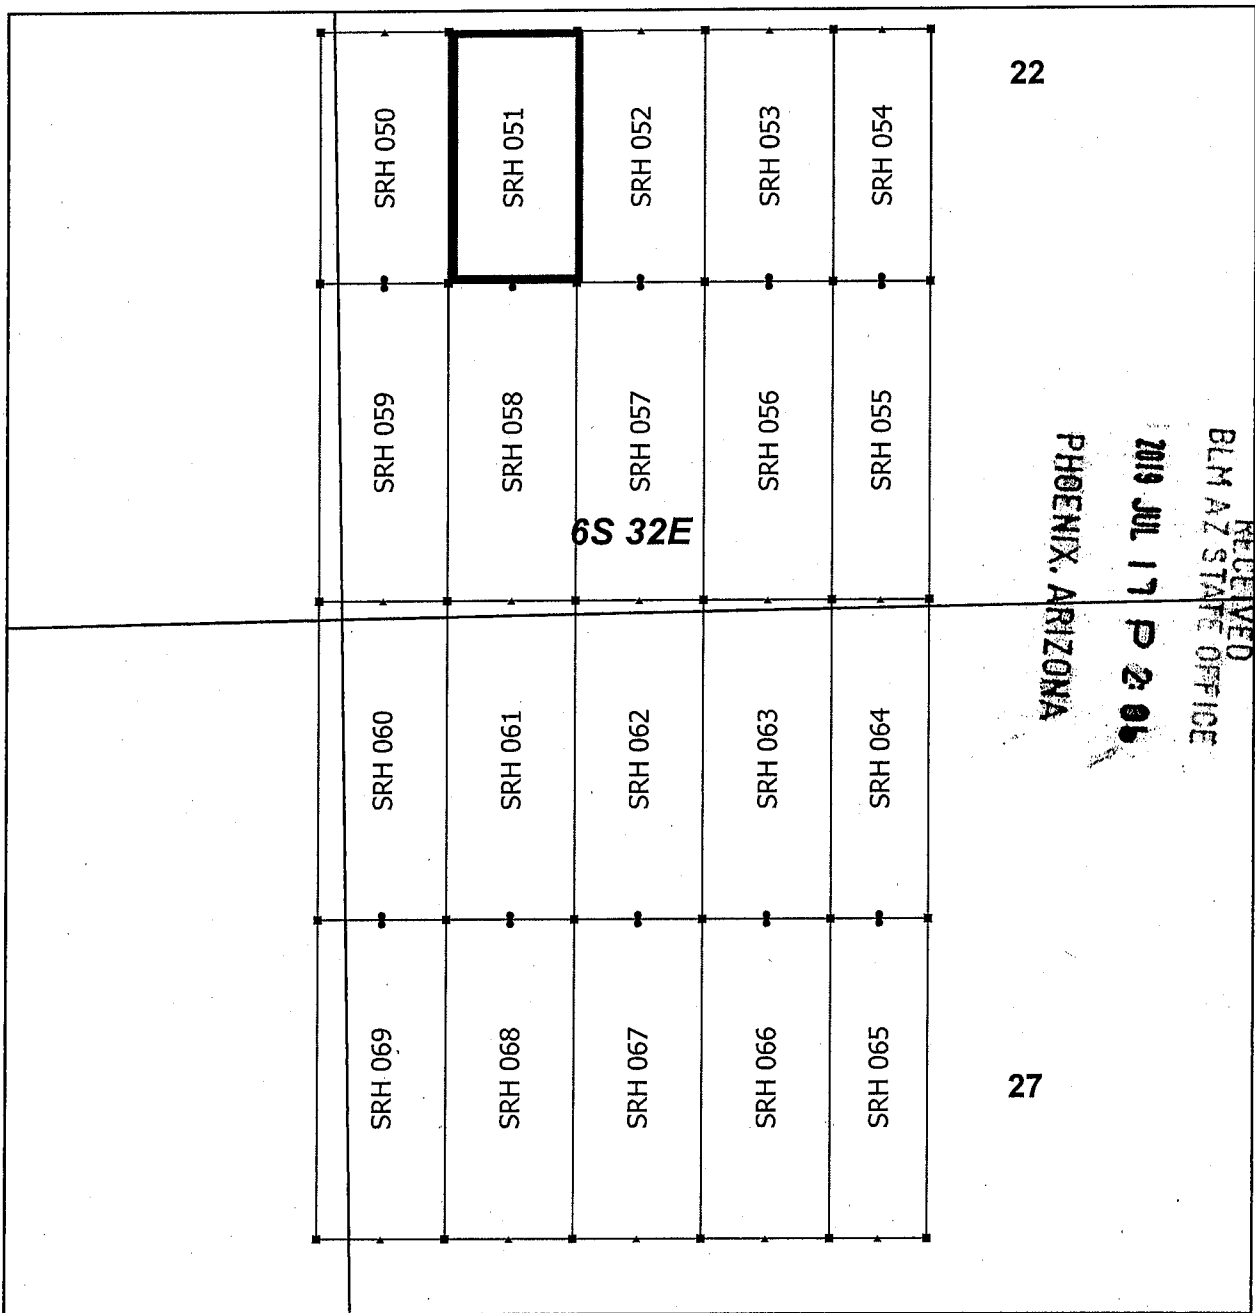 22
SRH 050
SRH 051
SRH 052
SRH 053
SRH 054
SRH 059
SRH 058
SRH 057
SRH 056
SRH 055
6S 32E
RECEIVED
BLM AZ STATE OFFICE
2019 JUL 17 P 2:06
PHOENIX, ARIZONA
SRH 060
SRH 061
SRH 062
SRH 063
SRH 064
SRH 069
SRH 068
SRH 067
SRH 066
SRH 065
27